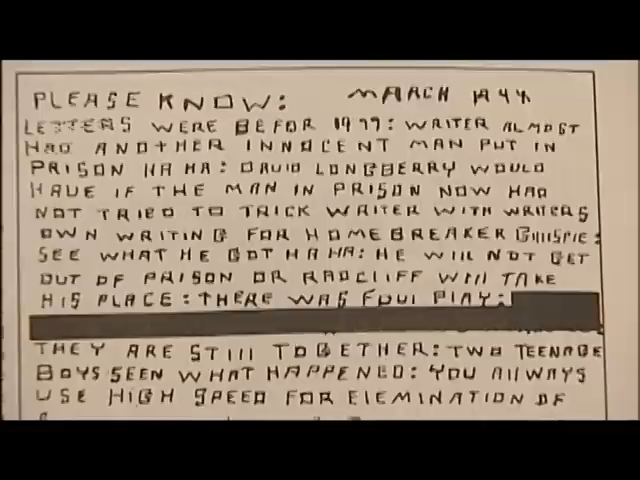 PLEASE KNOW: MARCH 1944
LETTERS WERE BEFOR 1979: WRITER ALMOST
HAD ANOTHER INNOCENT MAN PUT IN
PRISON HA HA: DAVID LONGBERRY WOULD
HAVE IF THE MAN IN PRISON NOW HAD
NOT TRIED TO TRICK WRITER WITH WRITERS
OWN WRITING FOR HOMEBREAKER GILLISPIE:
SEE WHAT HE GOT HA HA: HE WILL NOT GET
OUT OF PRISON OR RADCLIFF WILL TAKE
HIS PLACE: THERE WAS FOUL PLAY:
THEY ARE STILL TOGETHER: TWO TEENAGE
BOYS SEEN WHAT HAPPENED: YOU AllWAYS
USE HIGH SPEED FOR ElEMINATION OF